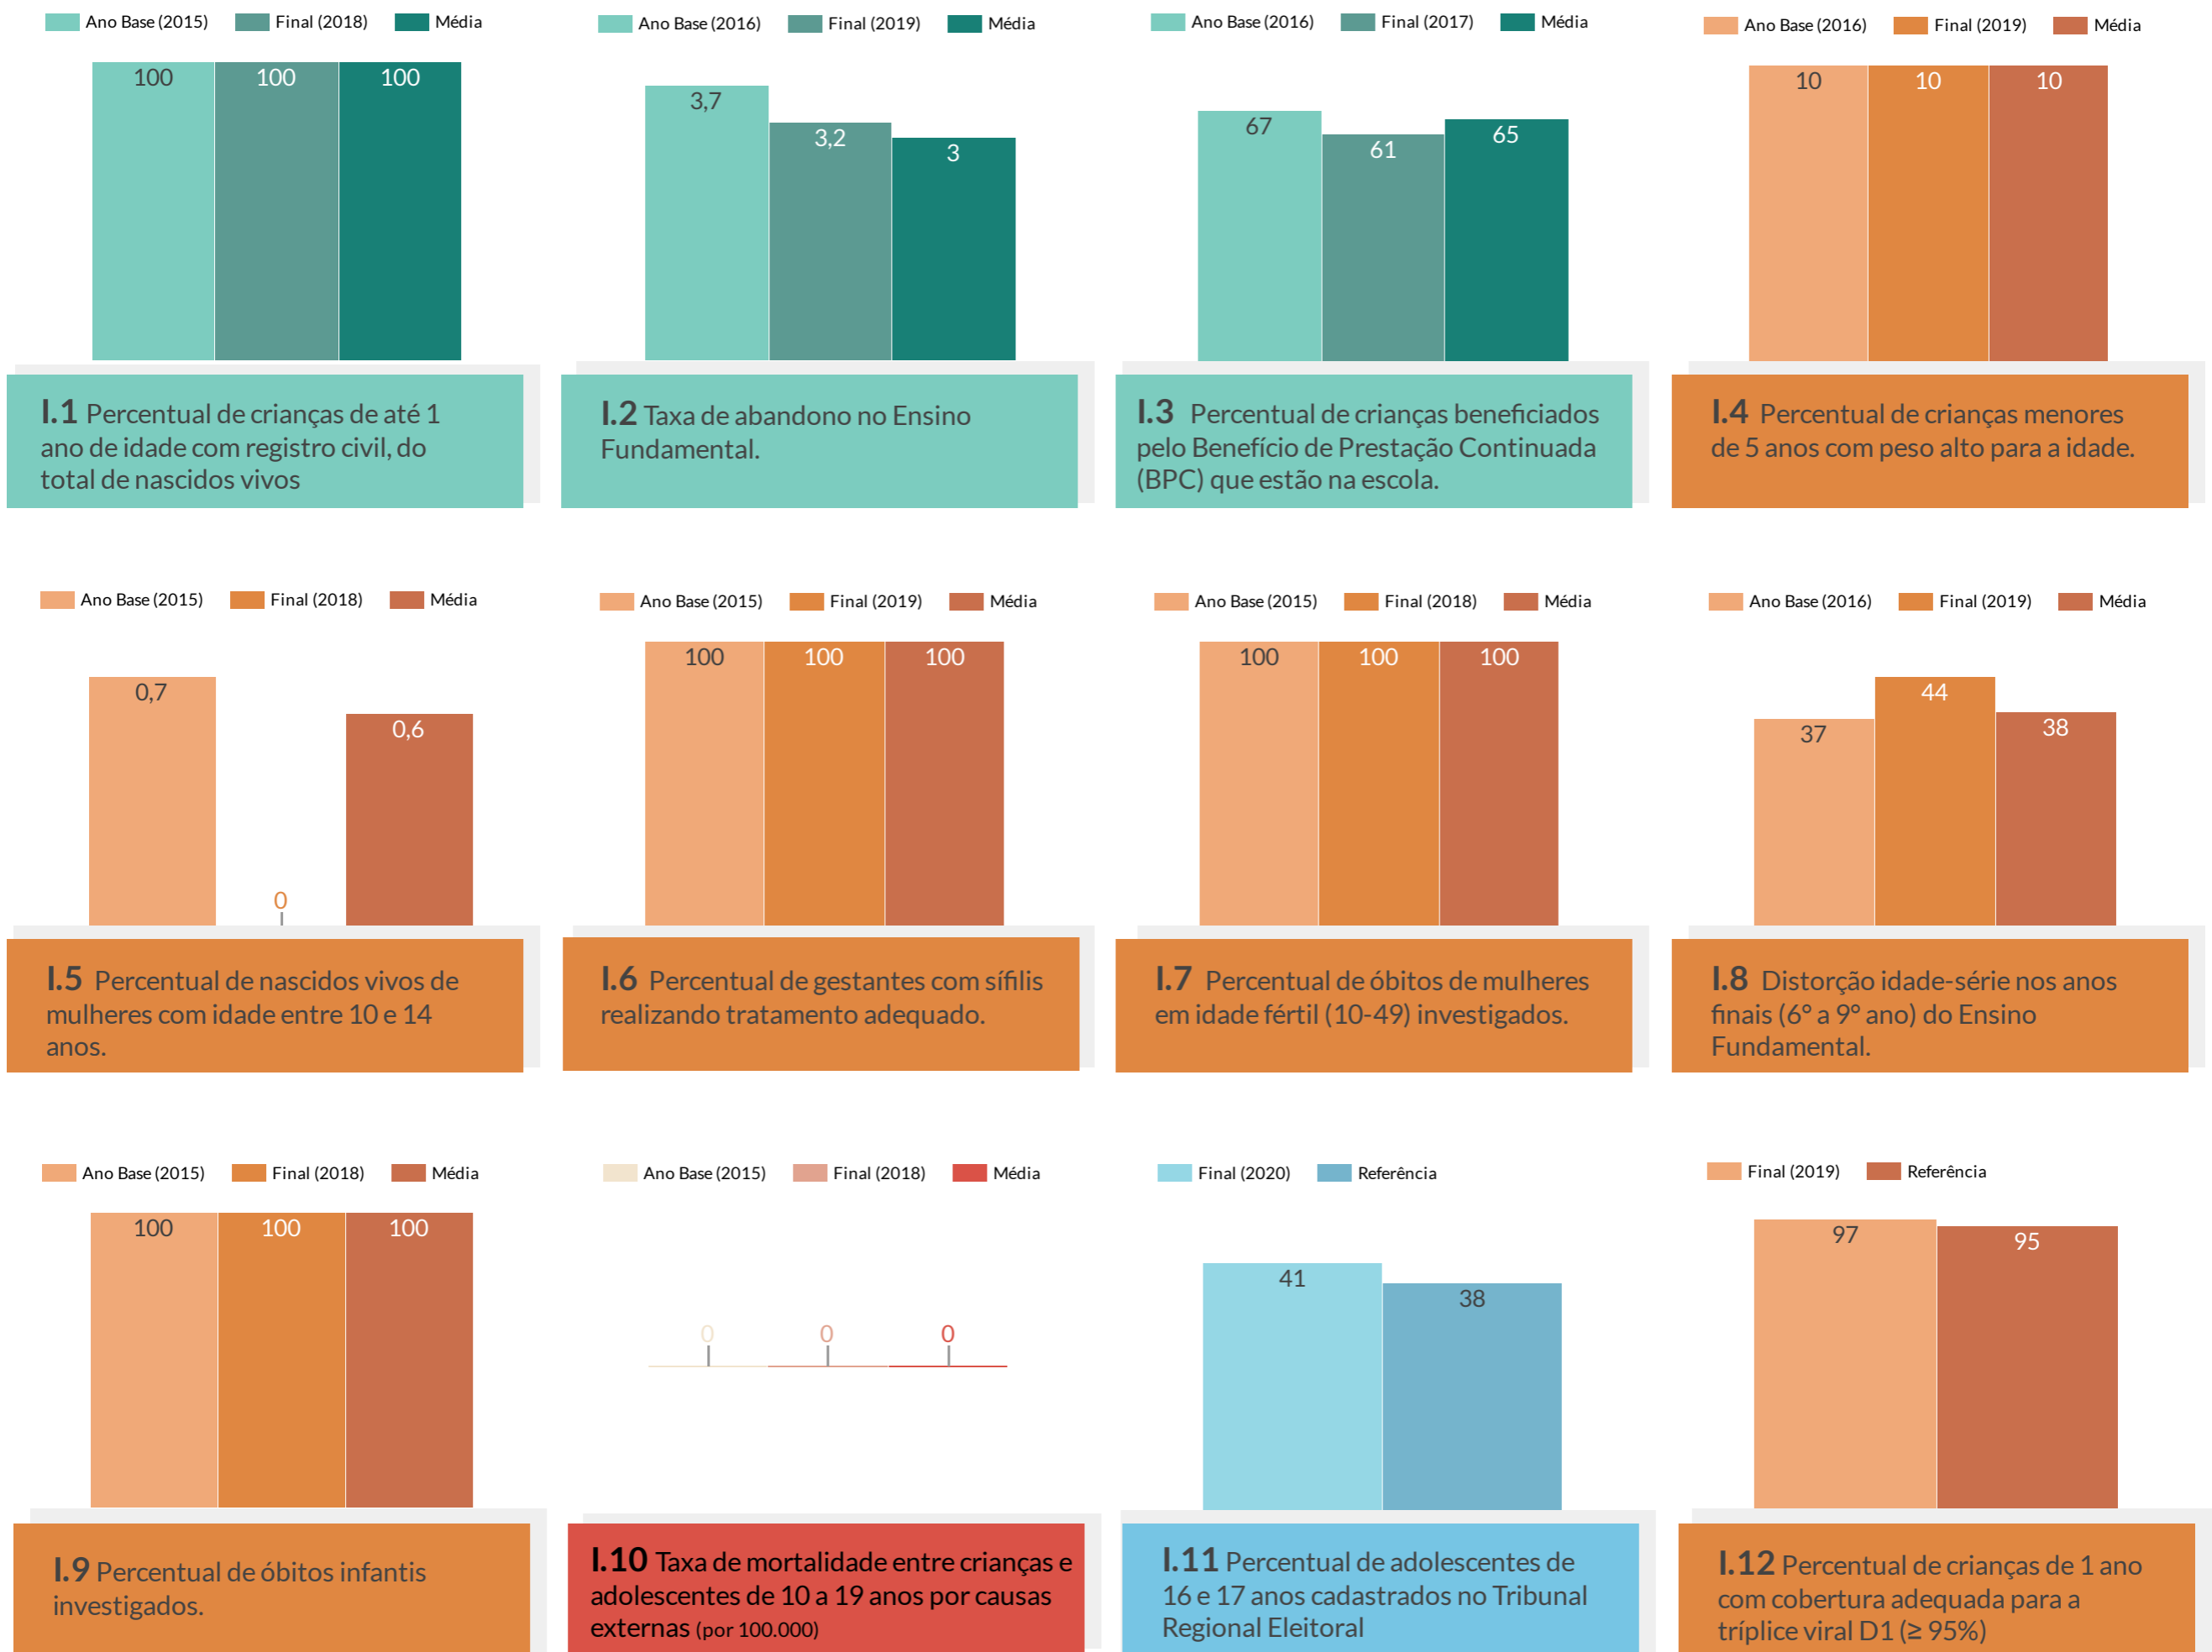 Ano Base (2015) Final (2018) Média
100 100 100
I.1 Percentual de crianças de até 1
ano de idade com registro civil, do
total de nascidos vivos
Ano Base (2016) Final (2019) Média
3,7 3,2 3
I.2 Taxa de abandono no Ensino
Fundamental.
Ano Base (2016) Final (2017) Média
67 61 65
I.3 Percentual de crianças beneficiados
pelo Benefício de Prestação Continuada
(BPC) que estão na escola.
Ano Base (2016) Final (2019) Média
10 10 10
I.4 Percentual de crianças menores
de 5 anos com peso alto para a idade.
Ano Base (2015) Final (2018) Média
0,7 0 0,6
I.5 Percentual de nascidos vivos de
mulheres com idade entre 10 e 14
anos.
Ano Base (2015) Final (2019) Média
100 100 100
I.6 Percentual de gestantes com sífilis
realizando tratamento adequado.
Ano Base (2015) Final (2018) Média
100 100 100
I.7 Percentual de óbitos de mulheres
em idade fértil (10-49) investigados.
Ano Base (2016) Final (2019) Média
37 44 38
I.8 Distorção idade-série nos anos
finais (6° a 9° ano) do Ensino
Fundamental.
Ano Base (2015) Final (2018) Média
100 100 100
I.9 Percentual de óbitos infantis
investigados.
Ano Base (2015) Final (2018) Média
0 0 0
I.10 Taxa de mortalidade entre crianças e
adolescentes de 10 a 19 anos por causas
externas (por 100.000)
Final (2020) Referência
41 38
I.11 Percentual de adolescentes de
16 e 17 anos cadastrados no Tribunal
Regional Eleitoral
Final (2019) Referência
97 95
I.12 Percentual de crianças de 1 ano
com cobertura adequada para a
tríplice viral D1 (≥ 95%)